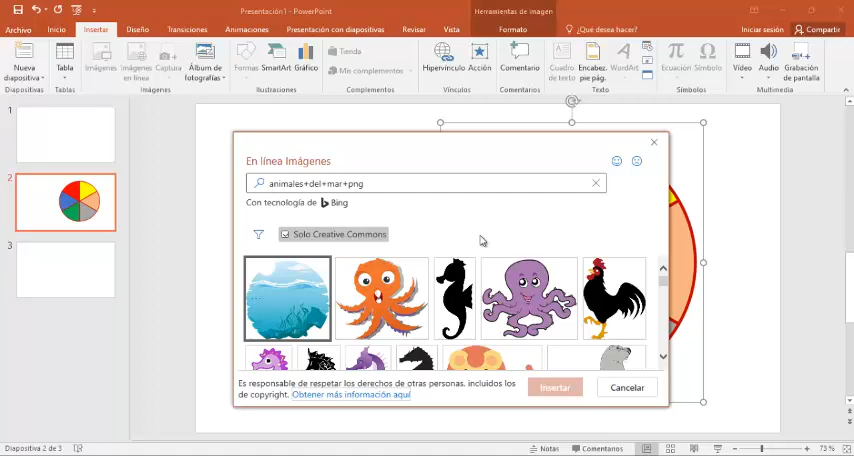 Presentación1 - PowerPoint
Herramientas de imagen
Archivo
Inicio
Insertar
Diseño
Transiciones
Animaciones
Presentación con diapositivas
Revisar
Vista
Formato
¿Qué desea hacer?
Iniciar sesión
Compartir
Nueva
diapositiva
Tabla
Imágenes
Imágenes
en línea
Captura
Álbum de
fotografías
Formas
SmartArt
Gráfico
Tienda
Mis complementos
Hipervínculo
Acción
Comentario
Cuadro
de texto
Encabez.
pie pág.
WordArt
Ecuación
Símbolo
Vídeo
Audio
Grabación
de pantalla
Diapositivas
Tablas
Imágenes
Ilustraciones
Complementos
Vínculos
Comentarios
Texto
Símbolos
Multimedia
1
2
3
En línea Imágenes
animales+del+mar+png
Con tecnología de Bing
Solo Creative Commons
Es responsable de respetar los derechos de otras personas, incluidos los
de copyright. Obtener más información aquí
Insertar
Cancelar
Diapositiva 2 de 3
Notas
Comentarios
73 %